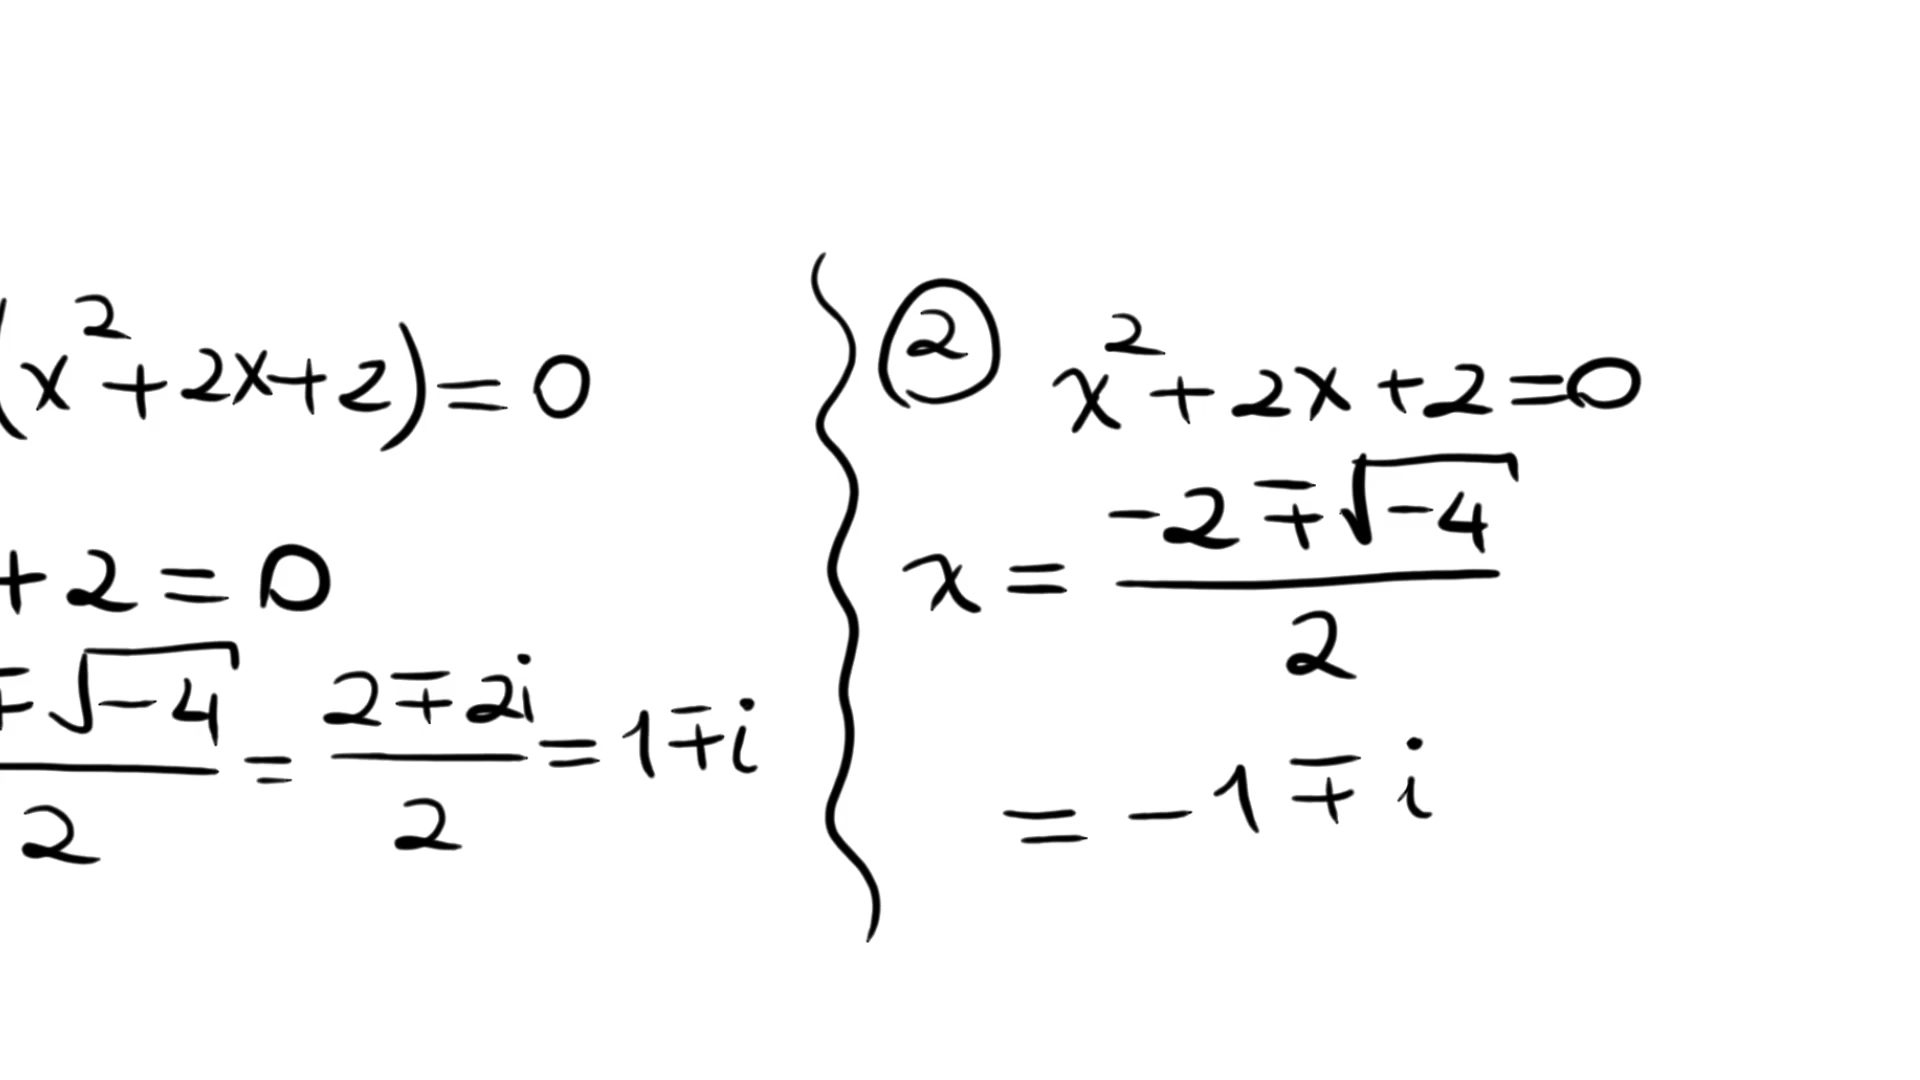 (x² + 2x + 2) = 0
+ 2 = 0
∓ √-4 / 2 = (2 ∓ 2i) / 2 = 1 ∓ i
② x² + 2x + 2 = 0
x = (-2 ∓ √-4) / 2
= -1 ∓ i